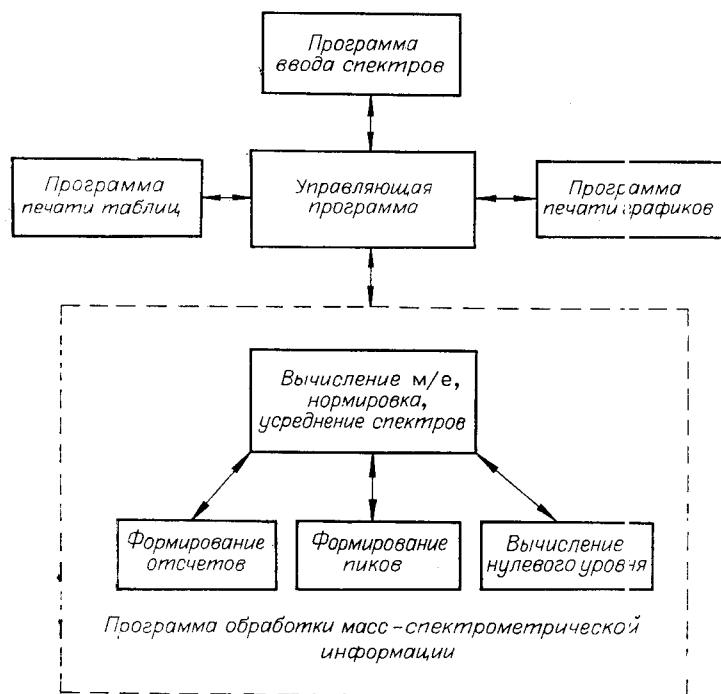 Программа
ввода спектров
Программа
печати таблиц
Управляющая
программа
Программа
печати графиков
Вычисление м/е,
нормировка,
усреднение спектров
Формирование
отсчетов
Формирование
пиков
Вычисление
нулевого уровня
Программа обработки масс-спектрометрической
информации